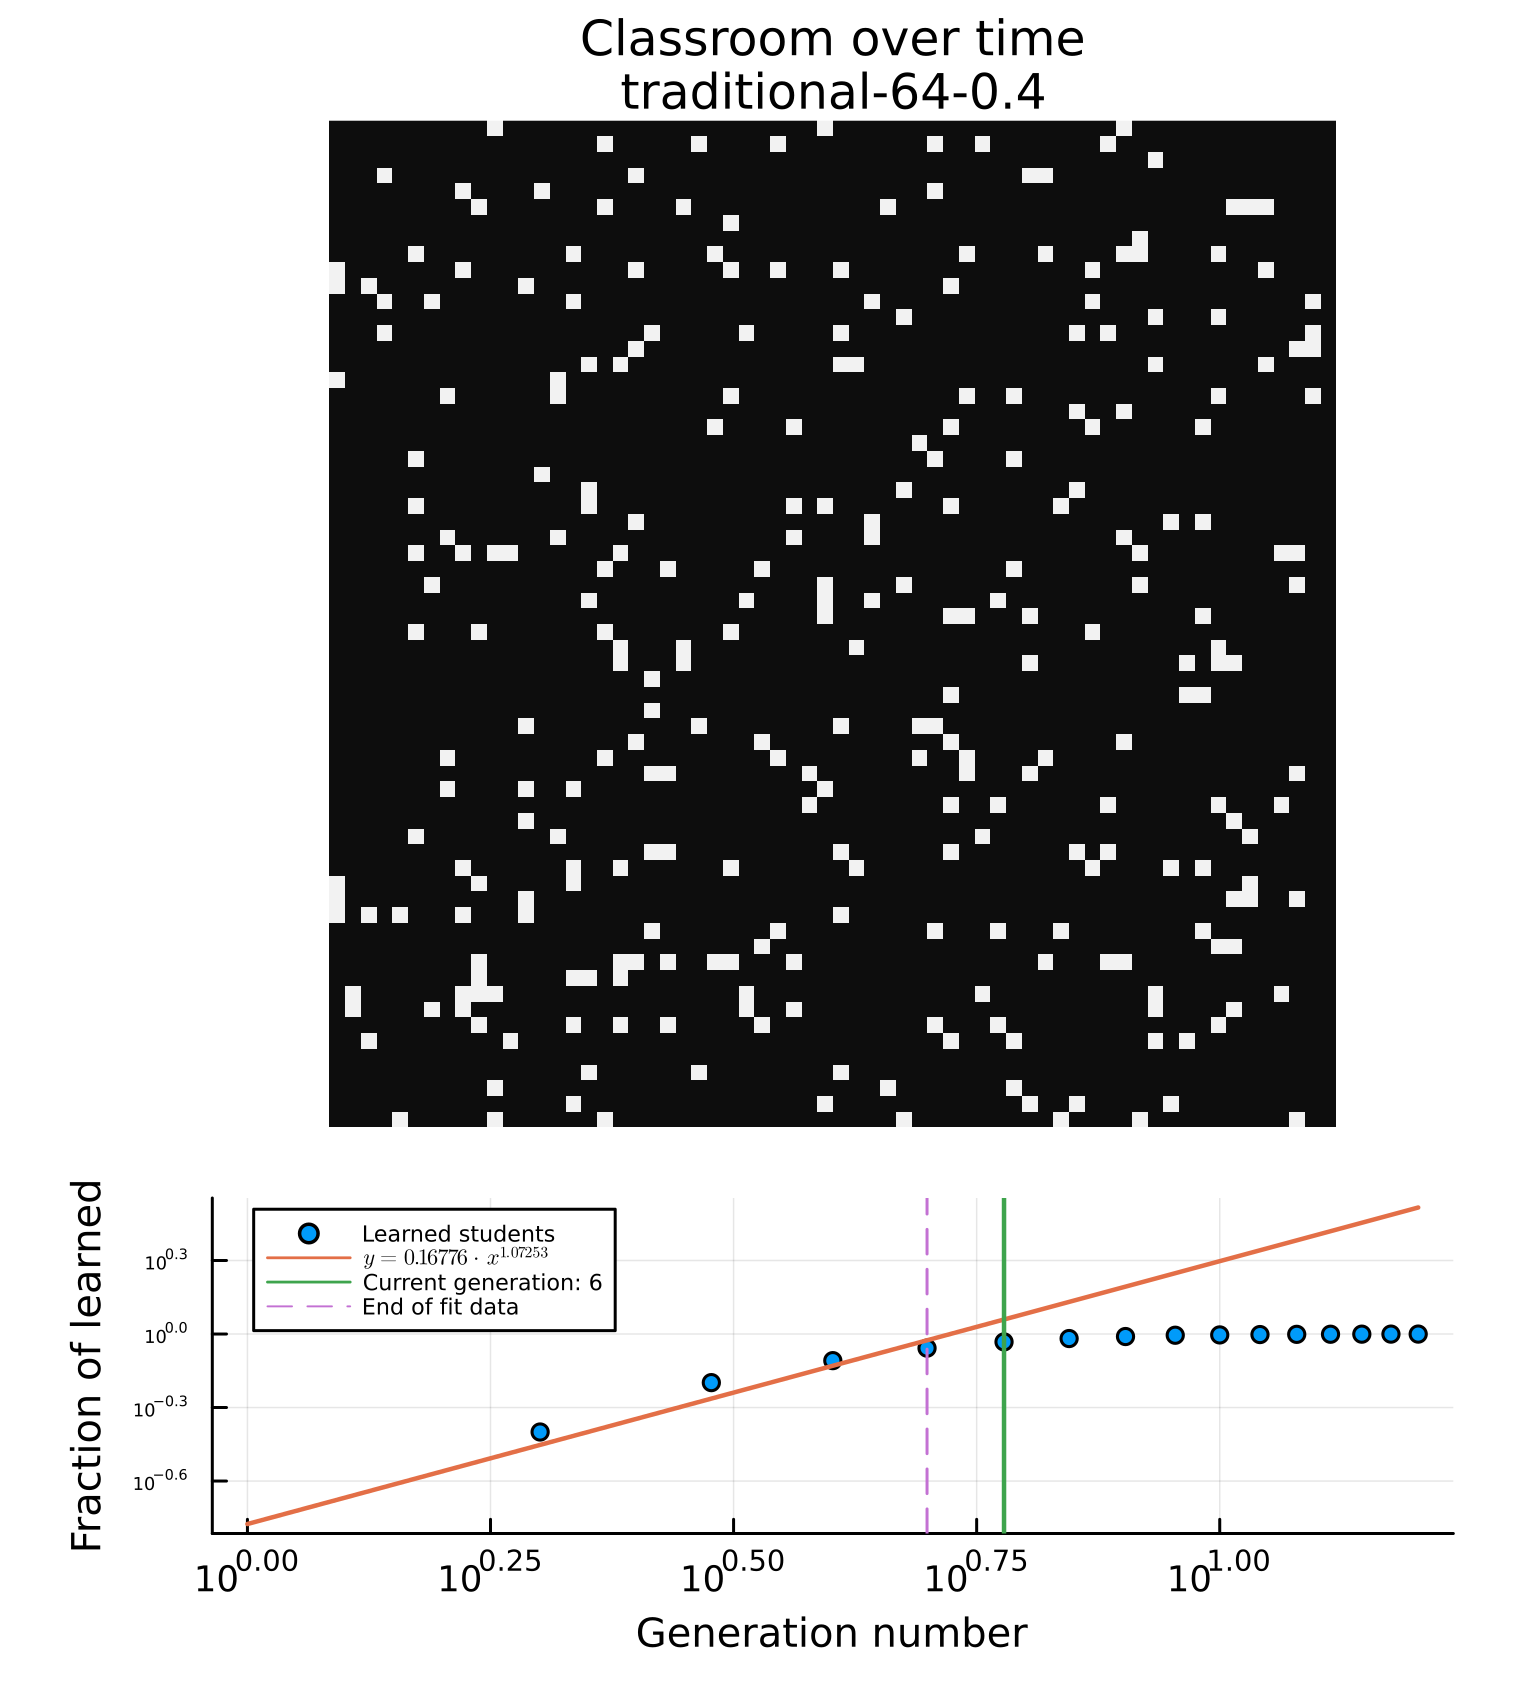 Classroom over time
traditional-64-0.4
Fraction of learned
10^0.3
10^0.0
10^−0.3
10^−0.6
Learned students
y = 0.16776 · x^1.07253
Current generation: 6
End of fit data
10^0.00 10^0.25 10^0.50 10^0.75 10^1.00
Generation number